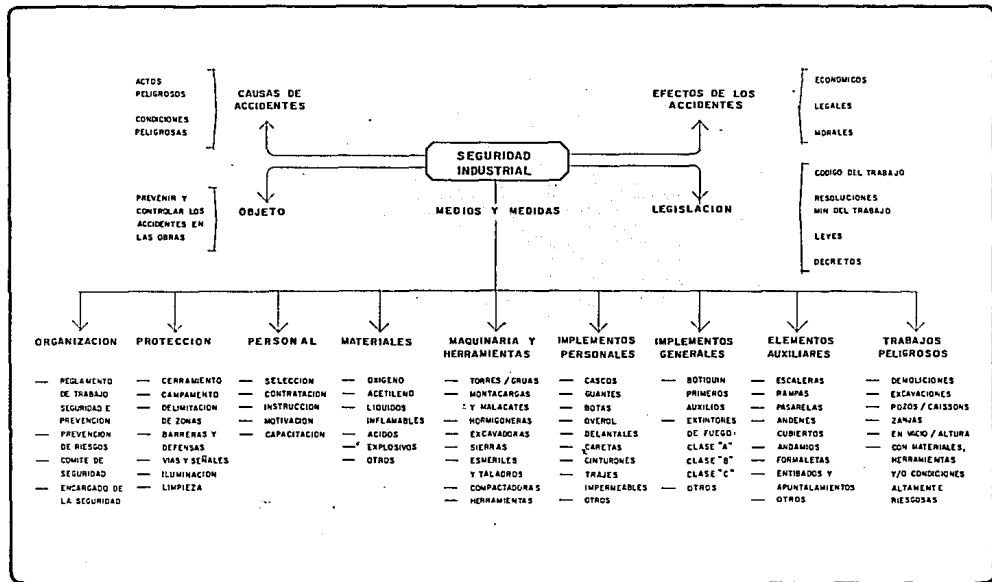 ACTOS
PELIGROSOS
CONDICIONES
PELIGROSAS
CAUSAS DE
ACCIDENTES
EFECTOS DE LOS
ACCIDENTES
ECONOMICOS
LEGALES
MORALES
SEGURIDAD
INDUSTRIAL
PREVENIR Y
CONTROLAR LOS
ACCIDENTES EN
LAS OBRAS
OBJETO
MEDIOS Y MEDIDAS
LEGISLACION
CODIGO DEL TRABAJO
RESOLUCIONES
MIN DEL TRABAJO
LEYES
DECRETOS
ORGANIZACION
— REGLAMENTO
DE TRABAJO
SEGURIDAD E
PREVENCION
— PREVENCION
DE RIESGOS
— COMITE DE
SEGURIDAD
— ENCARGADO DE
LA SEGURIDAD
PROTECCION
— CERRAMIENTO
— CAMPAMENTO
— DELIMITACION
DE ZONAS
— BARRERAS Y
DEFENSAS
— VIAS Y SEÑALES
— ILUMINACION
— LIMPIEZA
PERSONAL
— SELECCION
— CONTRATACION
— INSTRUCCION
— MOTIVACION
— CAPACITACION
MATERIALES
— OXIGENO
— ACETILENO
— LIQUIDOS
INFLAMABLES
— ACIDOS
— EXPLOSIVOS
— OTROS
MAQUINARIA Y
HERRAMIENTAS
— TORRES / GRUAS
— MONTACARGAS
Y MALACATES
— HORMIGONERAS
— EXCAVADORAS
— SIERRAS
— ESMERILES
Y TALADROS
— COMPACTADORAS
— HERRAMIENTAS
IMPLEMENTOS
PERSONALES
— CASCOS
— GUANTES
— BOTAS
— OVEROL
— DELANTALES
— CARETAS
— CINTURONES
— TRAJES
IMPERMEABLES
— OTROS
IMPLEMENTOS
GENERALES
— BOTIQUIN
PRIMEROS
AUXILIOS
— EXTINTORES
DE FUEGO:
CLASE "A"
CLASE "B"
CLASE "C"
— OTROS
ELEMENTOS
AUXILIARES
— ESCALERAS
— RAMPAS
— PASARELAS
— ANDENES
CUBIERTOS
— ANDAMIOS
— FORMALETAS
— ENTIBADOS Y
APUNTALAMIENTOS
— OTROS
TRABAJOS
PELIGROSOS
— DEMOLICIONES
— EXCAVACIONES
— POZOS / CAISSONS
— ZANJAS
— EN VACIO / ALTURA
— CON MATERIALES,
HERRAMIENTAS
Y/O CONDICIONES
ALTAMENTE
RIESGOSAS